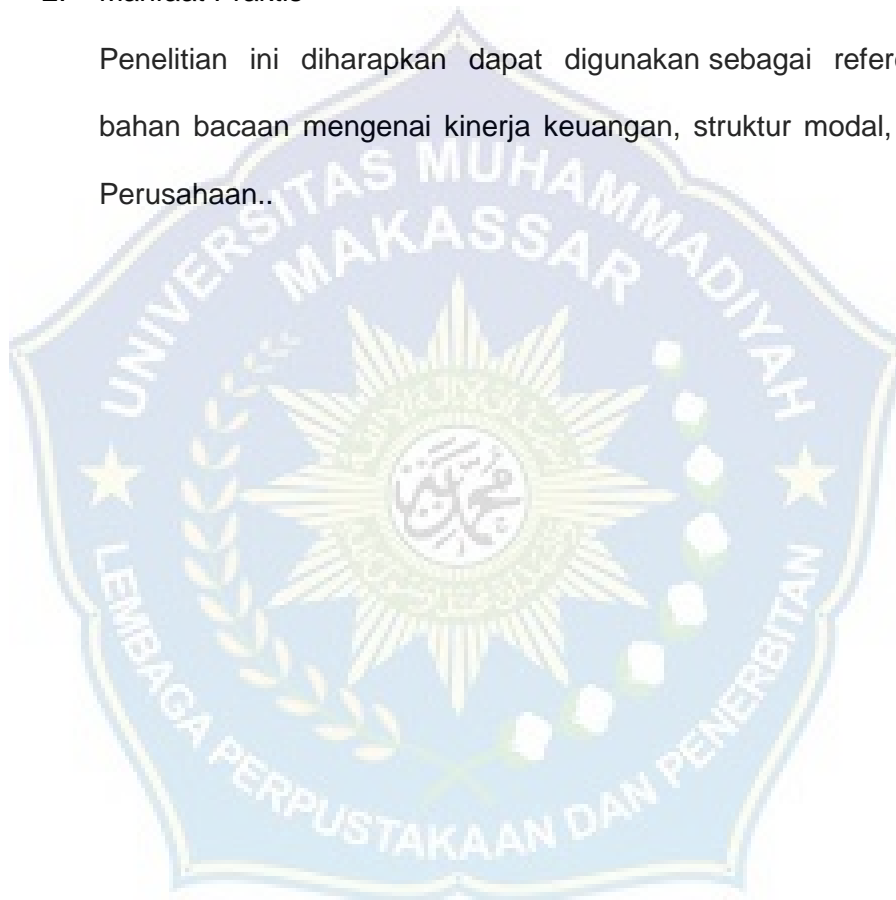 Penelitian ini diharapkan dapat digunakan sebagai
bahan bacaan mengenai kinerja keuangan, struktur modal,
Perusahaan..
UNIVERSITAS MUHAMMADIYAH
MAKASSAR
LEMBAGA PERPUSTAKAAN DAN PENERBITAN